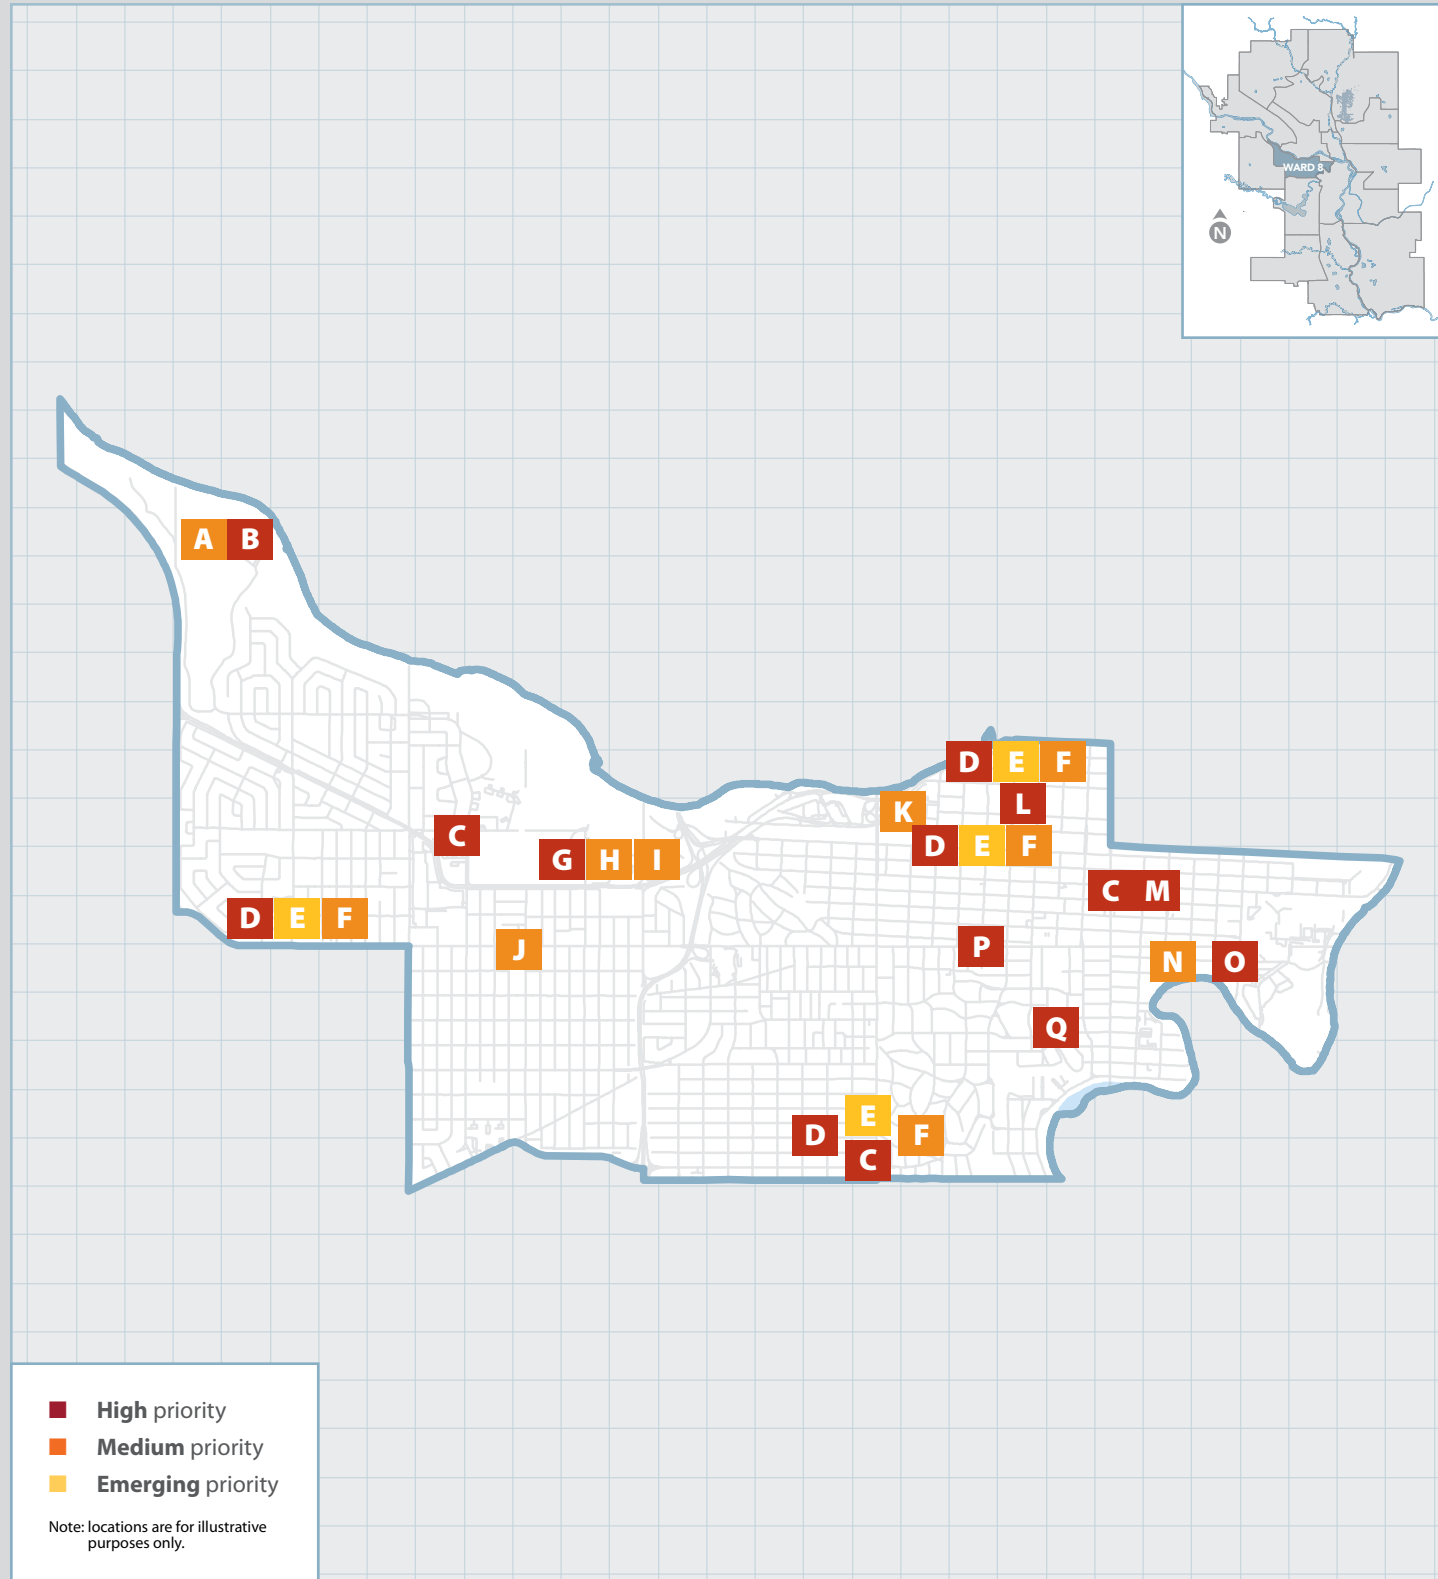 WARD 8
N
A B
D E F
K
L
C
D E F
G H I
C M
D E F
J
P
N O
Q
E
D
F
C
High priority
Medium priority
Emerging priority
Note: locations are for illustrative
purposes only.